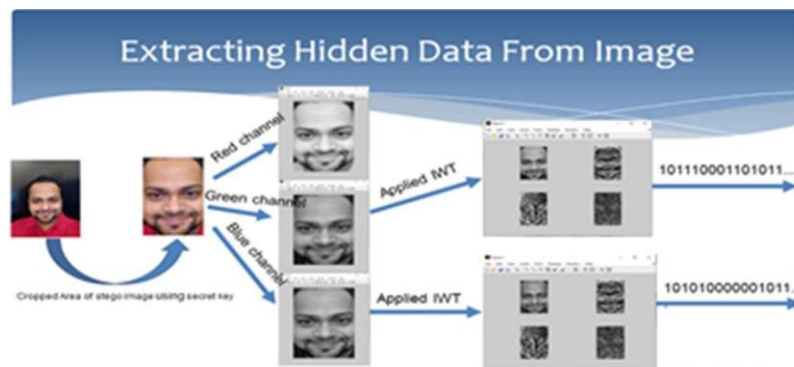 Extracting Hidden Data From Image
Red channel
Green channel
Blue channel
Applied IWT
101110001101011...
Applied IWT
101010000001011..
Cropped Area of stego image using secret key